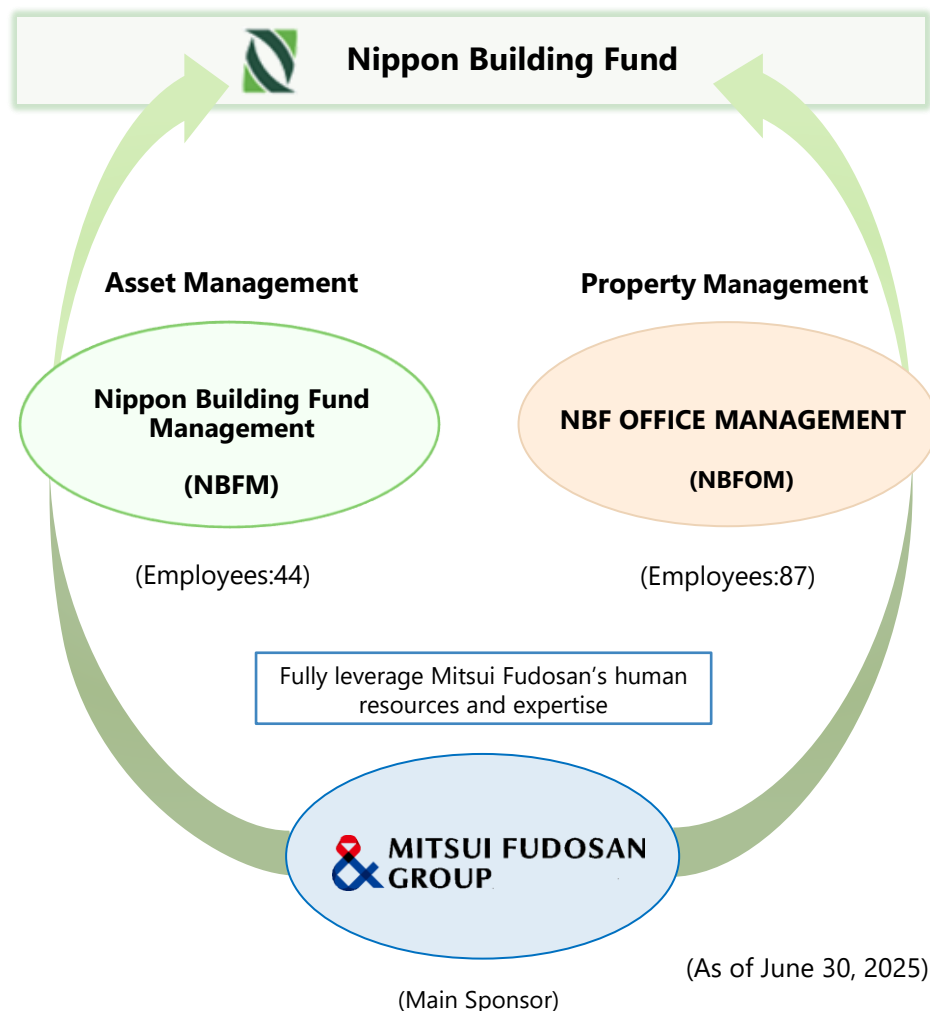 Nippon Building Fund
Asset Management
Property Management
Nippon Building Fund
Management
(NBFM)
NBF OFFICE MANAGEMENT
(NBFOM)
(Employees:44)
(Employees:87)
Fully leverage Mitsui Fudosan’s human
resources and expertise
MITSUI FUDOSAN
GROUP
(As of June 30, 2025)
(Main Sponsor)